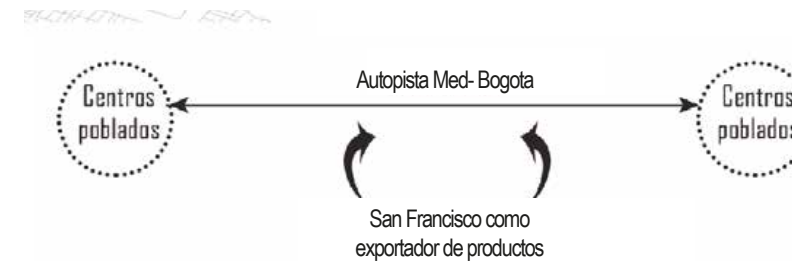 Centros
poblados
Autopista Med- Bogota
Centros
poblados
San Francisco como
exportador de productos